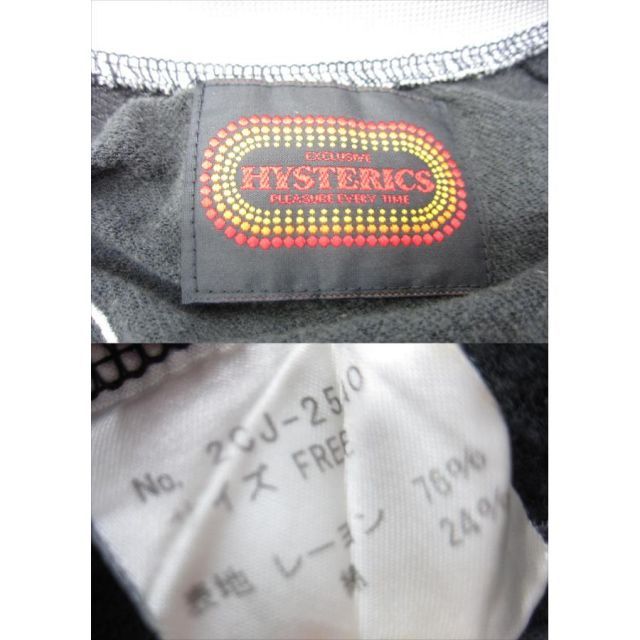 EXCLUSIVE
HYSTERICS
PLEASURE EVERY TIME
No. 2CJ-2540
サイズ FREE
表地 レーヨン 76%
綿 24%